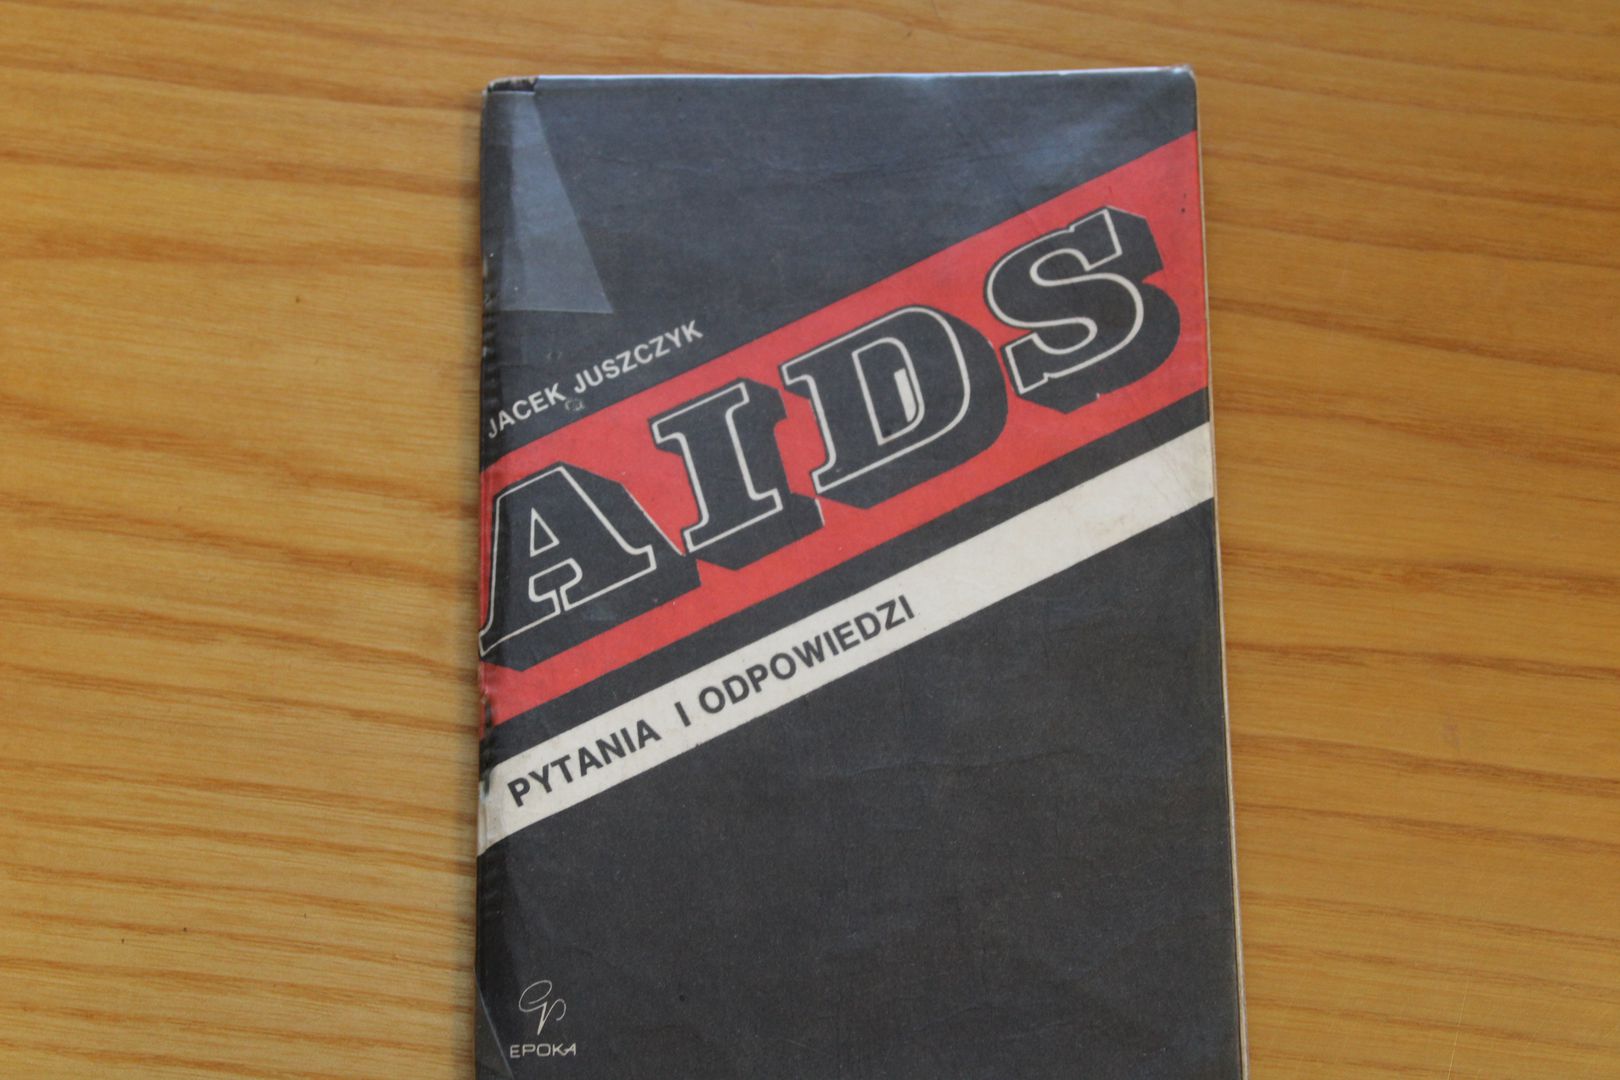 JACEK JUSZCZYK
AIDS
PYTANIA I ODPOWIEDZI
EPOKA